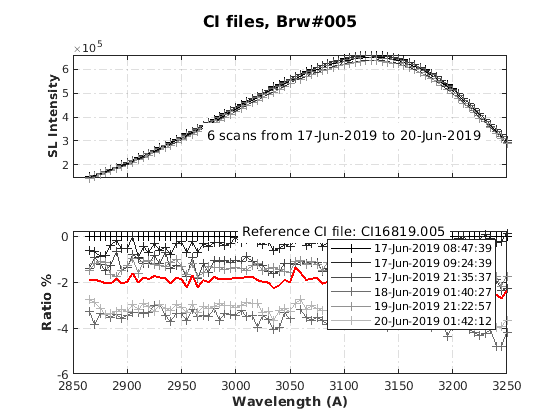 CI files, Brw#005
×10^5
SL Intensity
6
5
4
3
2
6 scans from 17-Jun-2019 to 20-Jun-2019
Reference CI file: CI16819.005
17-Jun-2019 08:47:39
17-Jun-2019 09:24:39
17-Jun-2019 21:35:37
18-Jun-2019 01:40:27
19-Jun-2019 21:22:57
20-Jun-2019 01:42:12
Ratio %
0
-2
-4
-6
2850 2900 2950 3000 3050 3100 3150 3200 3250
Wavelength (A)